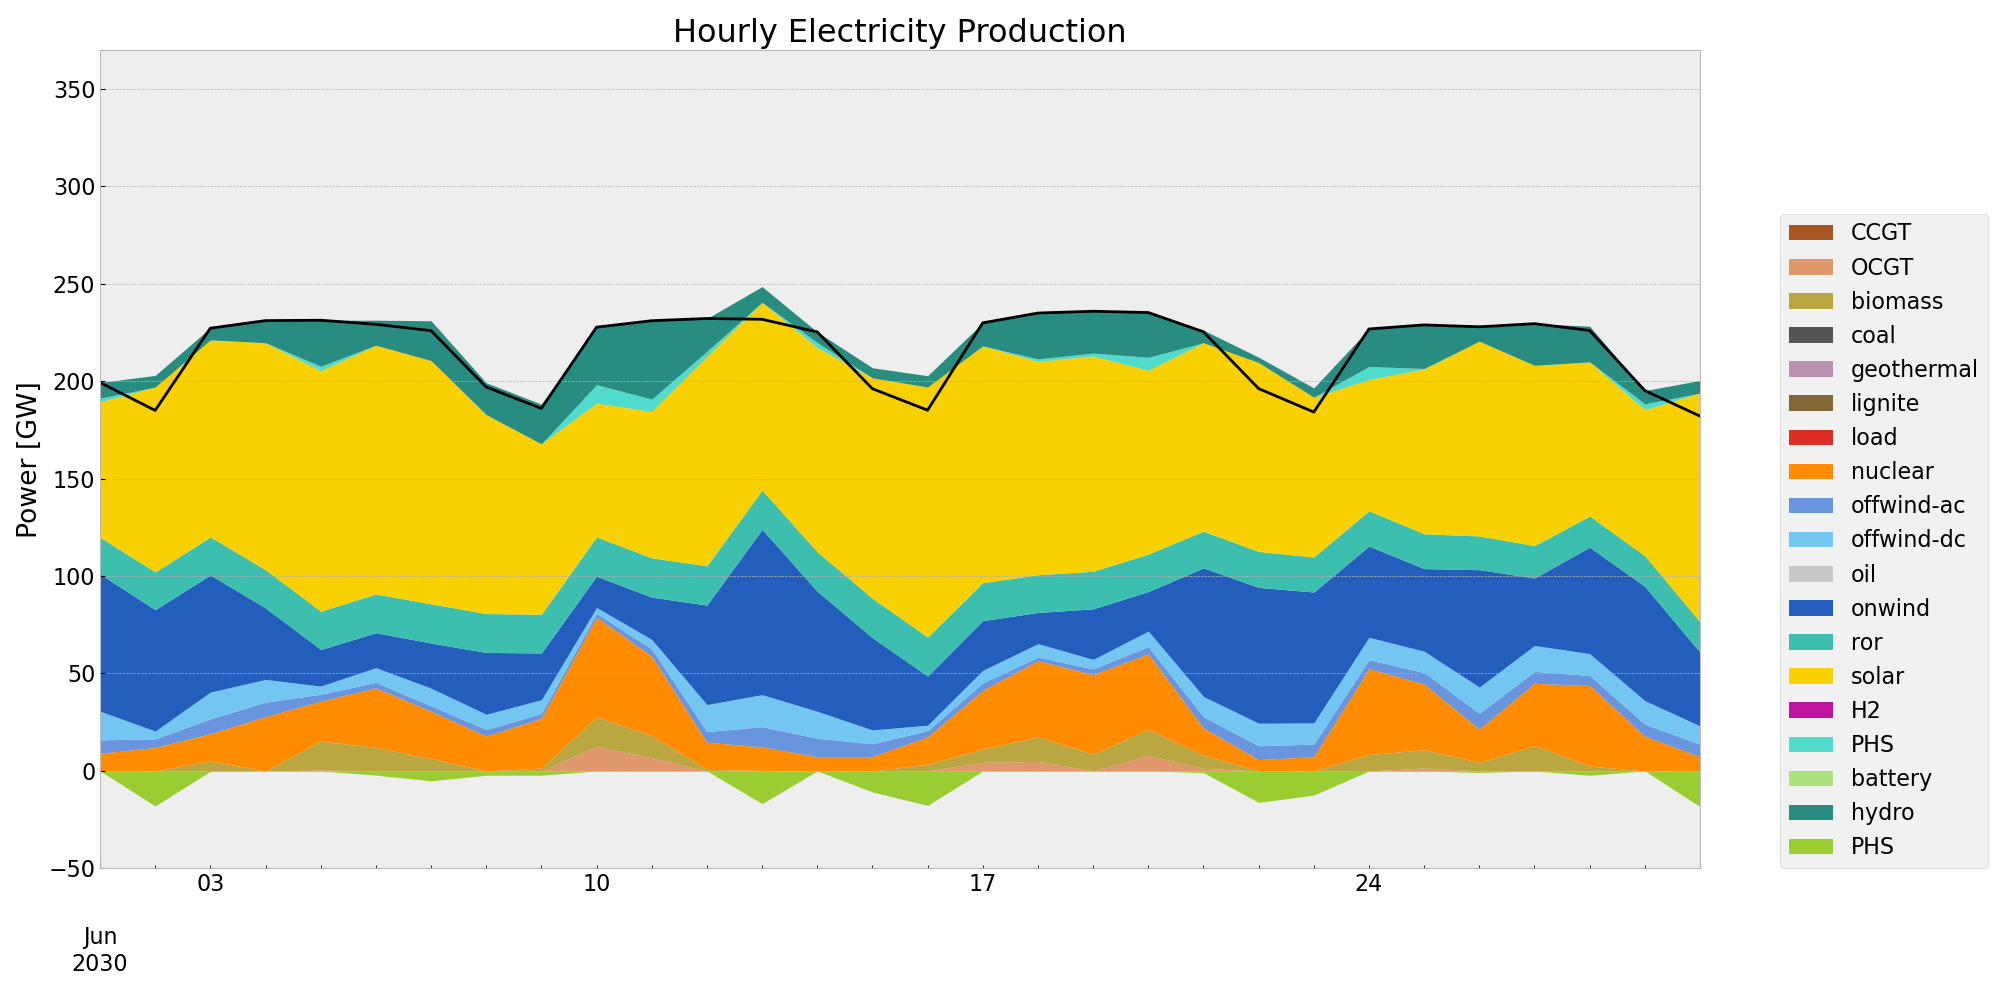 Hourly Electricity Production
Power [GW]
350
300
250
200
150
100
50
0
−50
03
10
17
24
Jun
2030
CCGT
OCGT
biomass
coal
geothermal
lignite
load
nuclear
offwind-ac
offwind-dc
oil
onwind
ror
solar
H2
PHS
battery
hydro
PHS